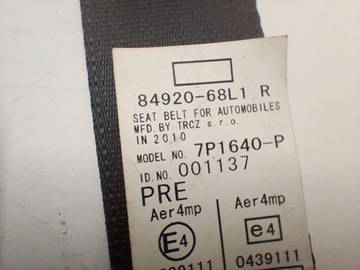 84920-68L1 R
SEAT BELT FOR AUTOMOBILES
MFD. BY TRCZ s.r.o.
IN 2010
MODEL NO. 7P1640-P
ID. NO. 001137
PRE
Aer4mp Aer4mp
E4 e4
0439111